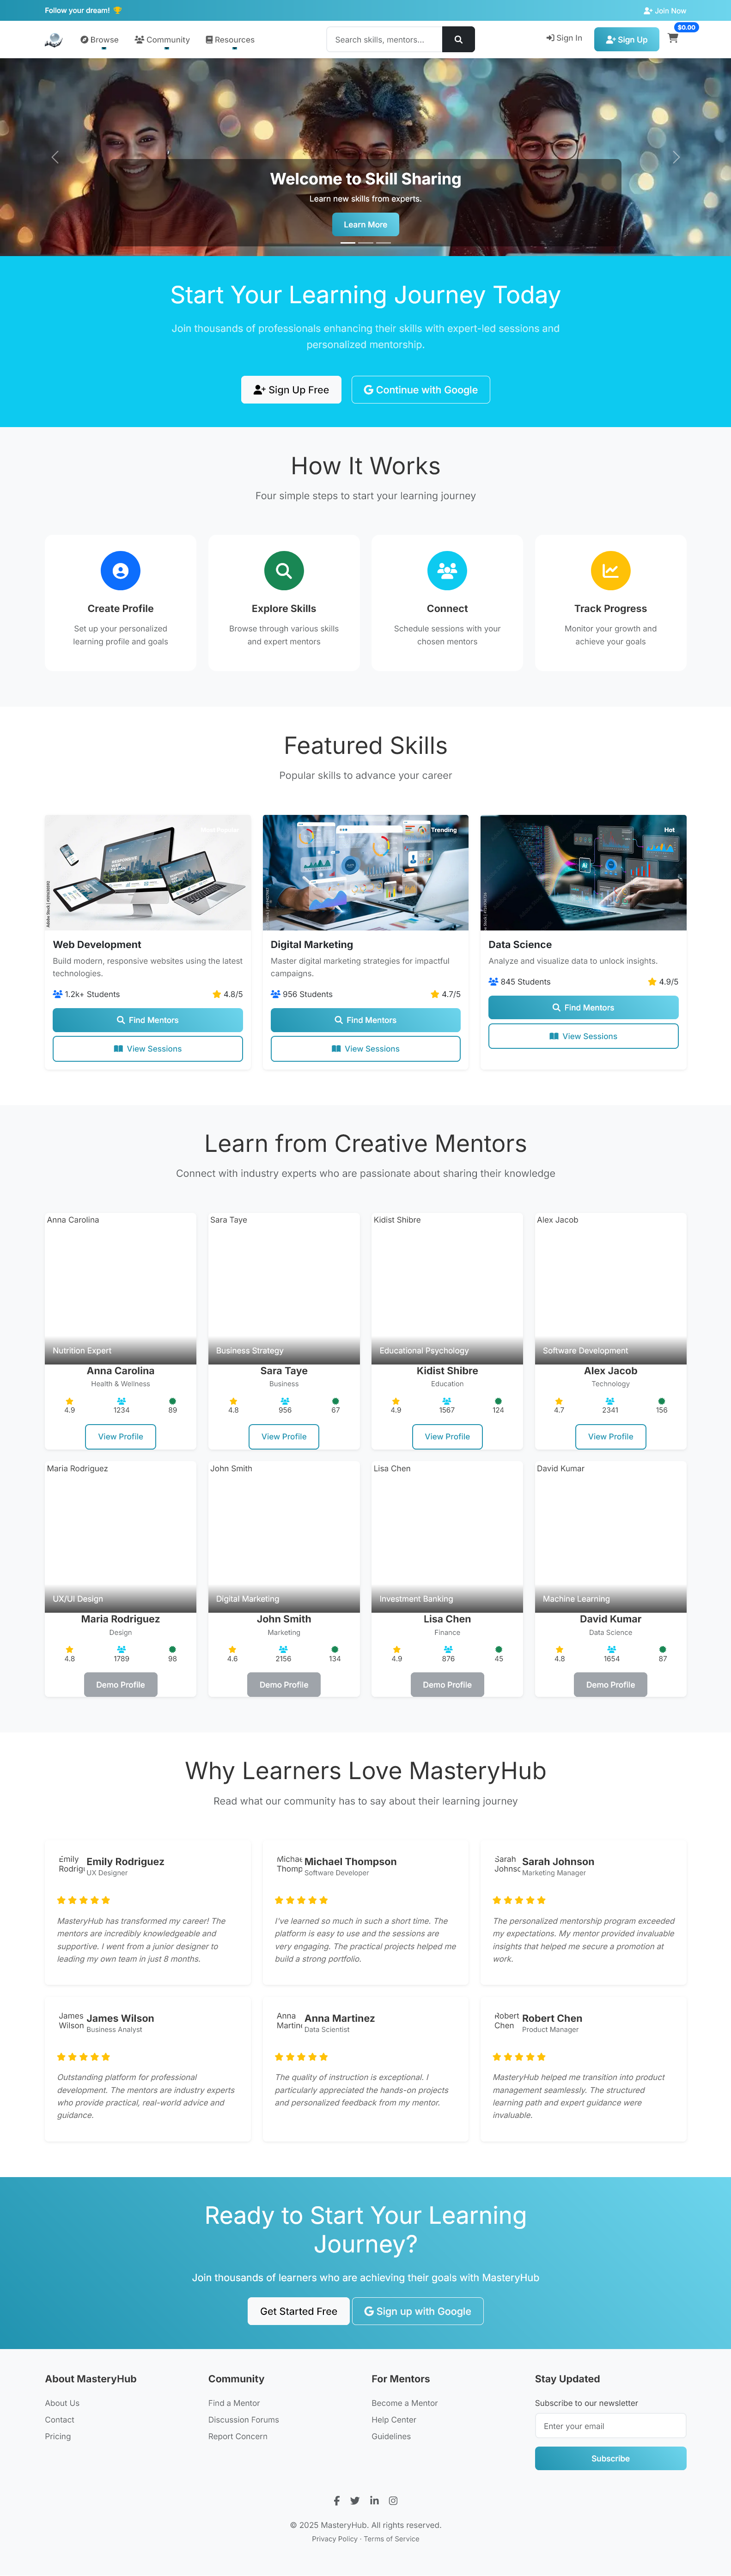 Follow your dream!
Join Now
Browse
Community
Resources
Search skills, mentors...
Sign In
Sign Up
$0.00
Welcome to Skill Sharing
Learn new skills from experts.
Learn More
Start Your Learning Journey Today
Join thousands of professionals enhancing their skills with expert-led sessions and
personalized mentorship.
Sign Up Free
Continue with Google
How It Works
Four simple steps to start your learning journey
Create Profile
Set up your personalized
learning profile and goals
Explore Skills
Browse through various skills
and expert mentors
Connect
Schedule sessions with your
chosen mentors
Track Progress
Monitor your growth and
achieve your goals
Featured Skills
Popular skills to advance your career
Web Development
Build modern, responsive websites using the latest
technologies.
1.2k+ Students
4.8/5
Find Mentors
View Sessions
Trending
Digital Marketing
Master digital marketing strategies for impactful
campaigns.
956 Students
4.7/5
Find Mentors
View Sessions
Hot
Ai
Data Science
Analyze and visualize data to unlock insights.
845 Students
4.9/5
Find Mentors
View Sessions
Learn from Creative Mentors
Connect with industry experts who are passionate about sharing their knowledge
Anna Carolina
Nutrition Expert
Anna Carolina
Health & Wellness
4.9
1234
89
View Profile
Sara Taye
Business Strategy
Sara Taye
Business
4.8
956
67
View Profile
Kidist Shibre
Educational Psychology
Kidist Shibre
Education
4.9
1567
124
View Profile
Alex Jacob
Software Development
Alex Jacob
Technology
4.7
2341
156
View Profile
Maria Rodriguez
UX/UI Design
Maria Rodriguez
Design
4.8
1789
98
Demo Profile
John Smith
Digital Marketing
John Smith
Marketing
4.6
2156
134
Demo Profile
Lisa Chen
Investment Banking
Lisa Chen
Finance
4.9
876
45
Demo Profile
David Kumar
Machine Learning
David Kumar
Data Science
4.8
1654
87
Demo Profile
Why Learners Love MasteryHub
Read what our community has to say about their learning journey
Emily
Rodrig
Emily Rodriguez
UX Designer
MasteryHub has transformed my career! The
mentors are incredibly knowledgeable and
supportive. I went from a junior designer to
leading my own team in just 8 months.
Michae
Thomp
Michael Thompson
Software Developer
I've learned so much in such a short time. The
platform is easy to use and the sessions are
very engaging. The practical projects helped me
build a strong portfolio.
Sarah
Johnsc
Sarah Johnson
Marketing Manager
The personalized mentorship program exceeded
my expectations. My mentor provided invaluable
insights that helped me secure a promotion at
work.
James
Wilson
James Wilson
Business Analyst
Outstanding platform for professional
development. The mentors are industry experts
who provide practical, real-world advice and
guidance.
Anna
Martine
Anna Martinez
Data Scientist
The quality of instruction is exceptional. I
particularly appreciated the hands-on projects
and personalized feedback from my mentor.
Robert
Chen
Robert Chen
Product Manager
MasteryHub helped me transition into product
management seamlessly. The structured
learning path and expert guidance were
invaluable.
Ready to Start Your Learning
Journey?
Join thousands of learners who are achieving their goals with MasteryHub
Get Started Free
Sign up with Google
About MasteryHub
About Us
Contact
Pricing
Community
Find a Mentor
Discussion Forums
Report Concern
For Mentors
Become a Mentor
Help Center
Guidelines
Stay Updated
Subscribe to our newsletter
Enter your email
Subscribe
© 2025 MasteryHub. All rights reserved.
Privacy Policy · Terms of Service